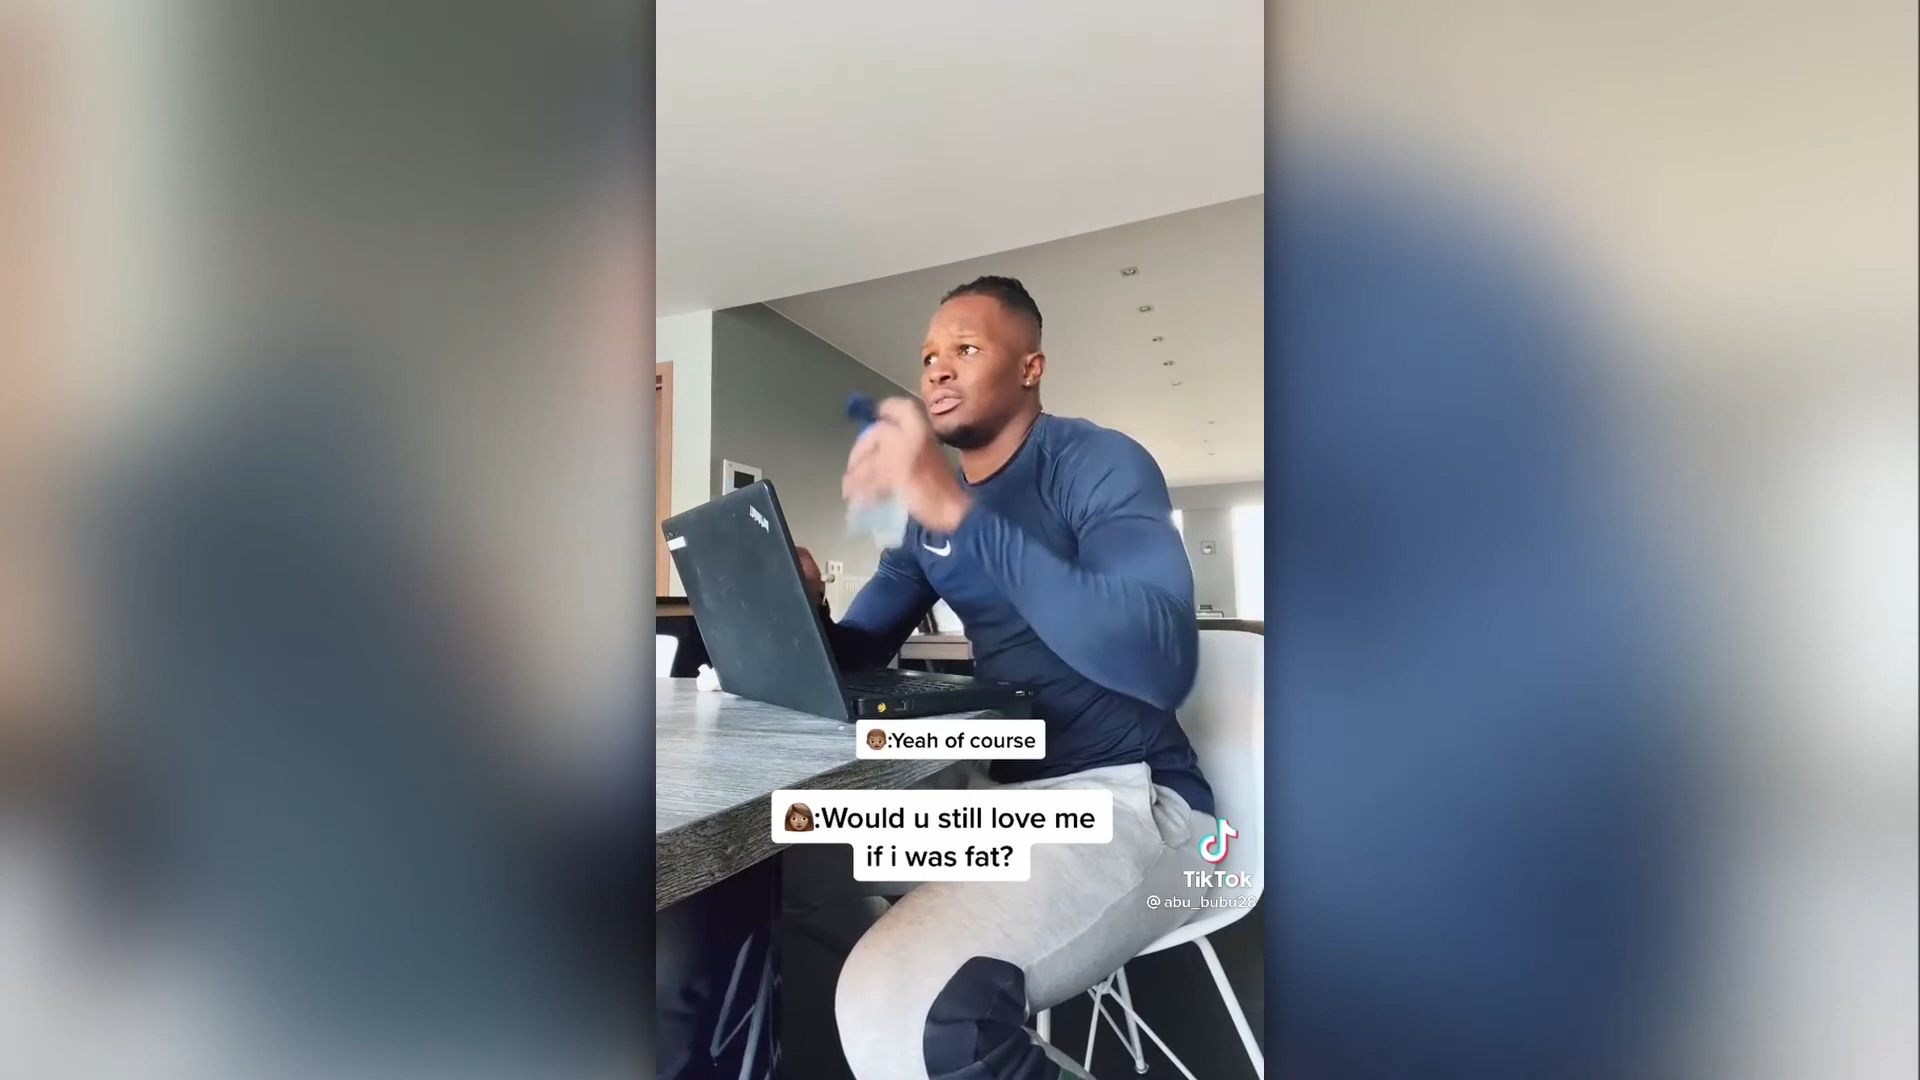 :Yeah of course
:Would u still love me
if i was fat?
TikTok
@abu_bubu28